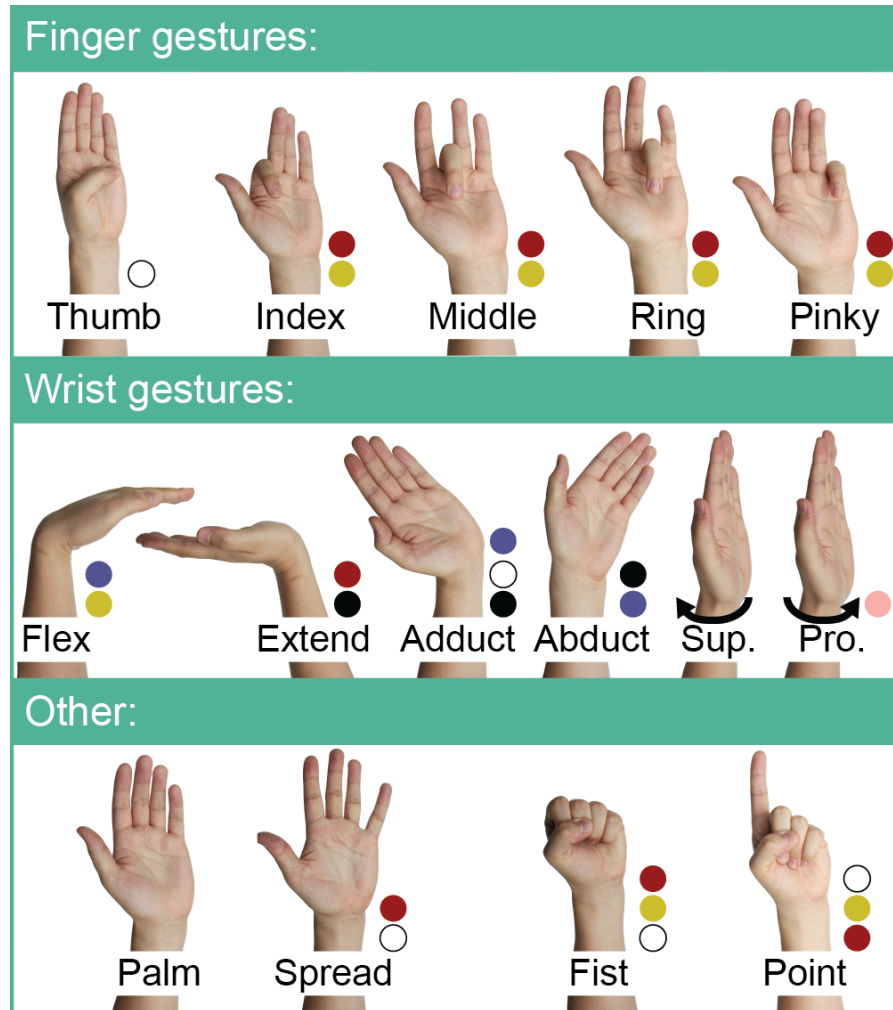 Finger gestures:
Thumb Index Middle Ring Pinky
Wrist gestures:
Flex Extend Adduct Abduct Sup. Pro.
Other:
Palm Spread Fist Point